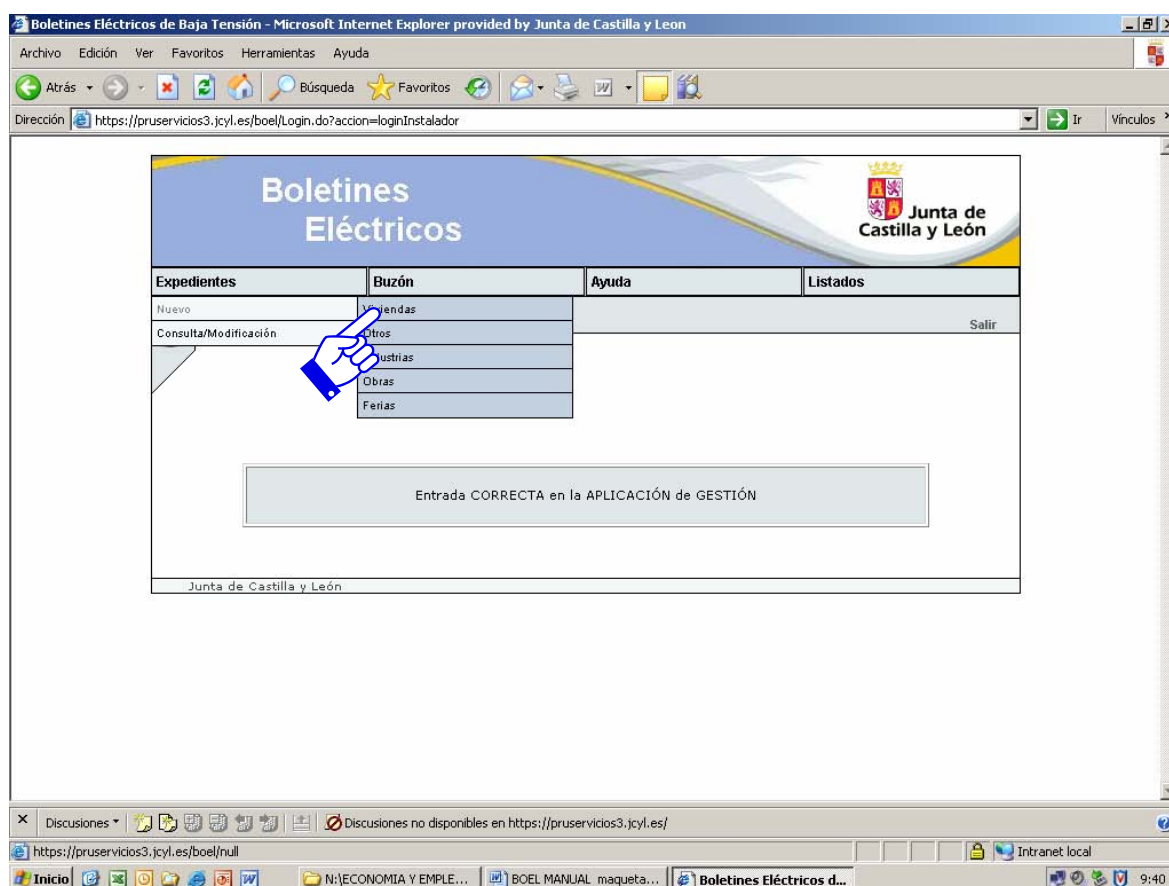 Boletines Eléctricos de Baja Tensión - Microsoft Internet Explorer provided by Junta de Castilla y Leon
Archivo Edición Ver Favoritos Herramientas Ayuda
Atrás Búsqueda Favoritos
Dirección https://pruservicios3.jcyl.es/boel/Login.do?accion=loginInstalador Ir Vínculos
Boletines
Eléctricos
Junta de
Castilla y León
Expedientes Buzón Ayuda Listados
Nuevo Viviendas
Salir
Consulta/Modificación Otros
ustrias
Obras
Ferias
Entrada CORRECTA en la APLICACIÓN de GESTIÓN
Junta de Castilla y León
Discusiones Discusiones no disponibles en https://pruservicios3.jcyl.es/
https://pruservicios3.jcyl.es/boel/null Intranet local
Inicio N:\ECONOMIA Y EMPLE... BOEL MANUAL maqueta... Boletines Eléctricos d... 9:40